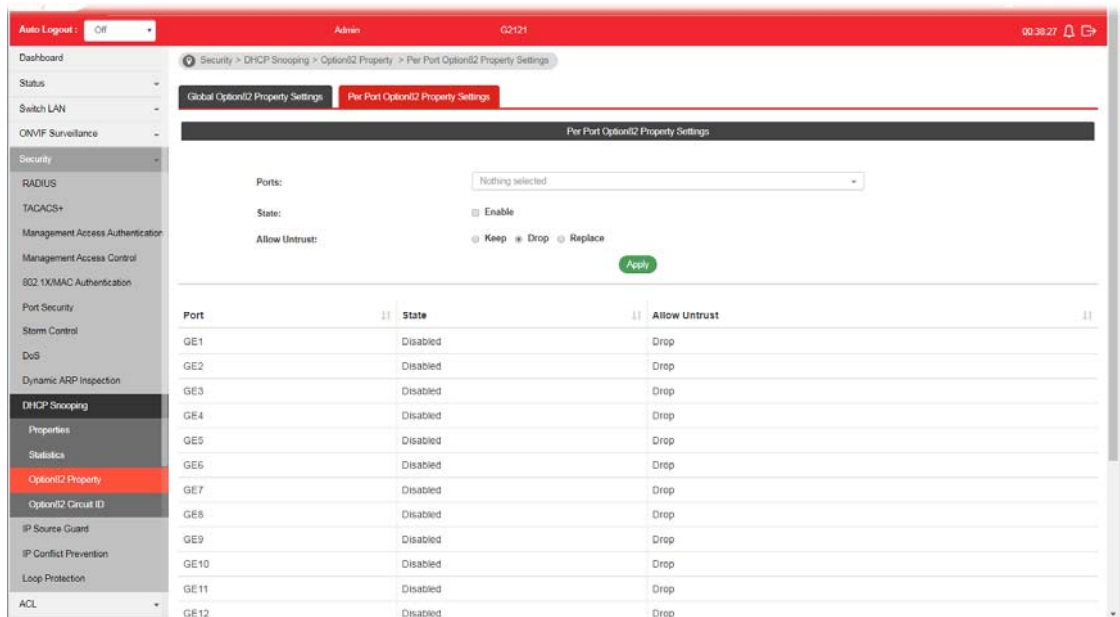 Auto Logout : Off Admin G2121 00:38:27
Dashboard
Status
Switch LAN
ONVIF Surveillance
Security
RADIUS
TACACS+
Management Access Authentication
Management Access Control
802.1X/MAC Authentication
Port Security
Storm Control
DoS
Dynamic ARP Inspection
DHCP Snooping
Properties
Statistics
Option82 Property
Option82 Circuit ID
IP Source Guard
IP Conflict Prevention
Loop Protection
ACL
Security > DHCP Snooping > Option82 Property > Per Port Option82 Property Settings
Global Option82 Property Settings Per Port Option82 Property Settings
Per Port Option82 Property Settings
Ports: Nothing selected
State: Enable
Allow Untrust: Keep Drop Replace
Apply
Port State Allow Untrust
GE1 Disabled Drop
GE2 Disabled Drop
GE3 Disabled Drop
GE4 Disabled Drop
GE5 Disabled Drop
GE6 Disabled Drop
GE7 Disabled Drop
GE8 Disabled Drop
GE9 Disabled Drop
GE10 Disabled Drop
GE11 Disabled Drop
GE12 Disabled Drop